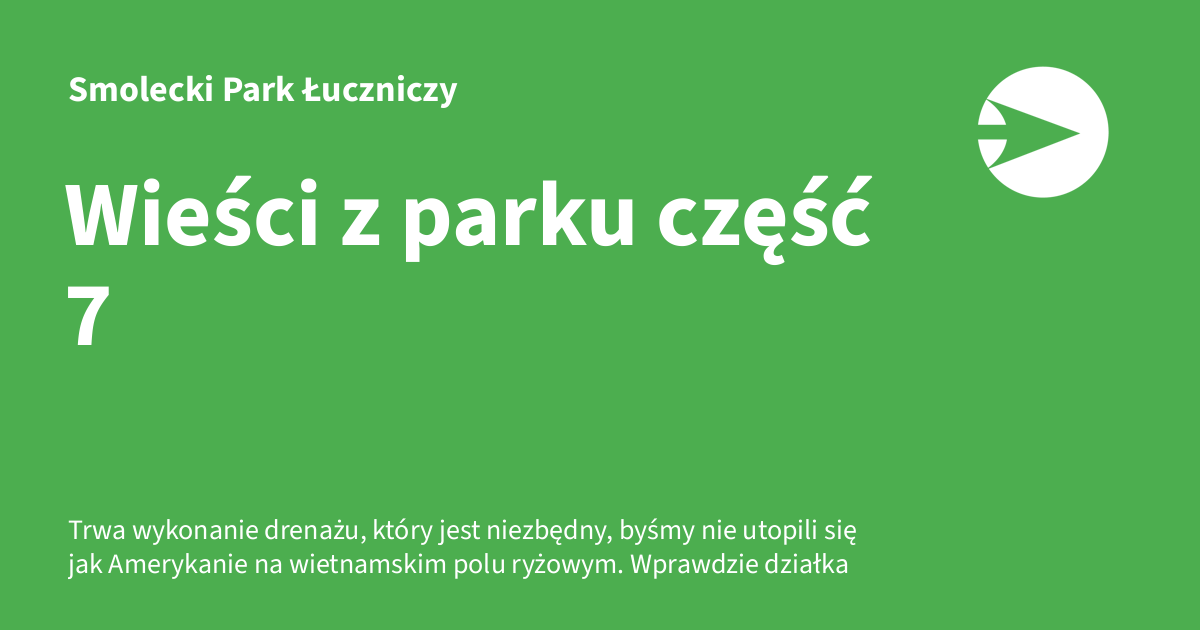 Smolecki Park Łuczniczy
Wieści z parku część
7
Trwa wykonanie drenażu, który jest niezbędny, byśmy nie utopili się
jak Amerykanie na wietnamskim polu ryżowym. Wprawdzie działka